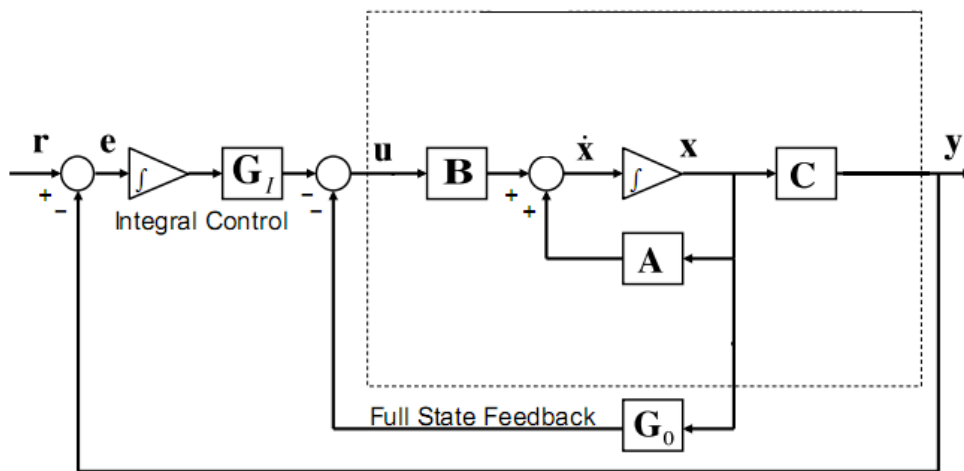 r
e
∫
G_I
u
B
ẋ
∫
x
C
y
+
−
−
−
+
+
Integral Control
A
Full State Feedback
G_0